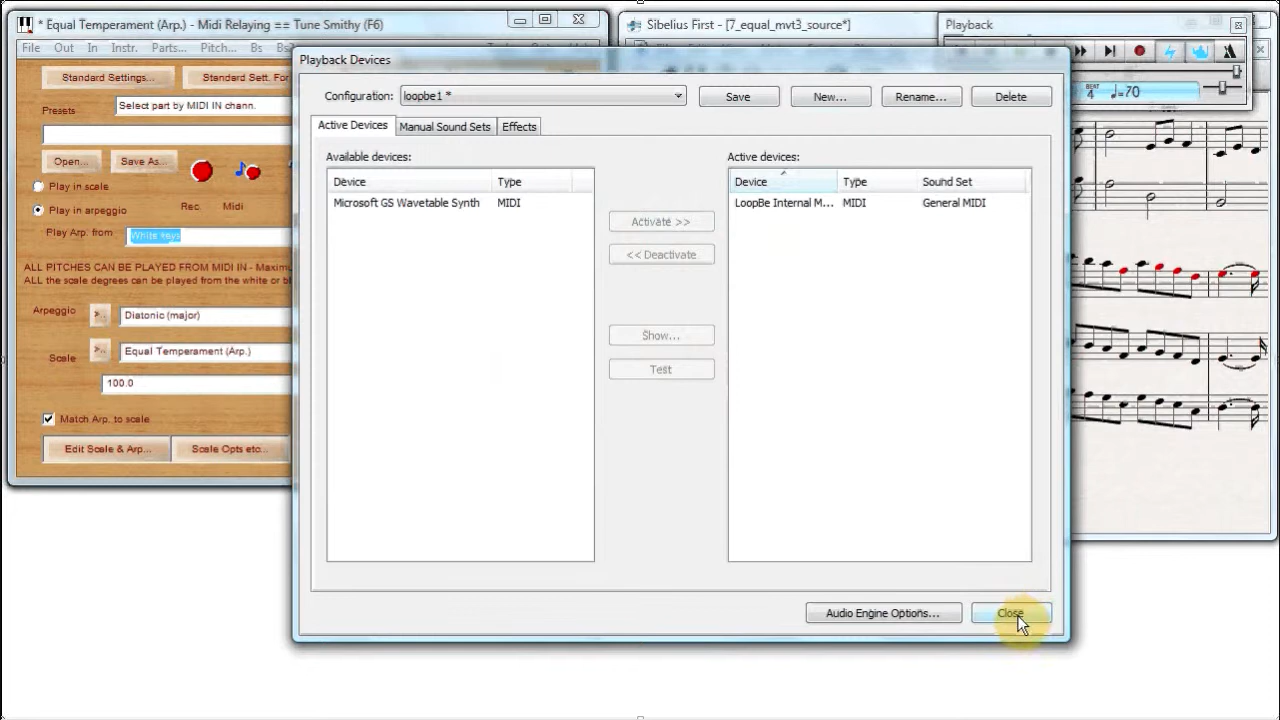 * Equal Temperament (Arp.) - Midi Relaying == Tune Smithy (F6)
File Out In Instr. Parts... Pitch... Bs
Standard Settings...
Standard Sett. For
Presets
Select part by MIDI IN chann.
Open...
Save As...
Play in scale
Play in arpeggio
Rec.
Midi
Play Arp. from
White keys
ALL PITCHES CAN BE PLAYED FROM MIDI IN -
ALL the scale degrees can be played from the white or
Arpeggio
>..
Diatonic (major)
Scale
>..
Equal Temperament (Arp.)
100.0
Match Arp. to scale
Edit Scale & Arp...
Scale Opts etc...
Sibelius First - [7_equal_mvt3_source*]
Playback
BEAT
4
♩=70
Playback Devices
Configuration:
loopbe1 *
Save
New...
Rename...
Delete
Active Devices
Manual Sound Sets
Effects
Available devices:
Device Type
Microsoft GS Wavetable Synth MIDI
Activate >>
<< Deactivate
Show...
Test
Active devices:
Device Type Sound Set
LoopBe Internal M... MIDI General MIDI
Audio Engine Options...
Close